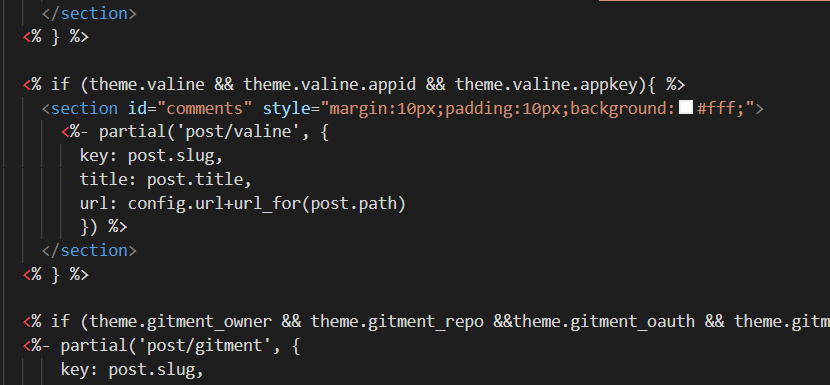 </section>
<% } %>
<% if (theme.valine && theme.valine.appid && theme.valine.appkey){ %>
<section id="comments" style="margin:10px;padding:10px;background:#fff;">
<%- partial('post/valine', {
key: post.slug,
title: post.title,
url: config.url+url_for(post.path)
}) %>
</section>
<% } %>
<% if (theme.gitment_owner && theme.gitment_repo &&theme.gitment_oauth && theme.gitm
<%- partial('post/gitment', {
key: post.slug,